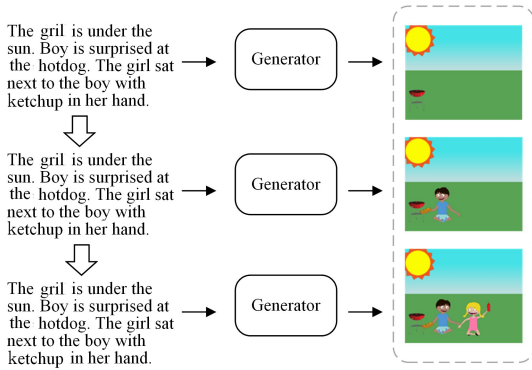 The gril is under the
sun. Boy is surprised at
the hotdog. The girl sat
next to the boy with
ketchup in her hand.
Generator
The gril is under the
sun. Boy is surprised at
the hotdog. The girl sat
next to the boy with
ketchup in her hand.
Generator
The gril is under the
sun. Boy is surprised at
the hotdog. The girl sat
next to the boy with
ketchup in her hand.
Generator